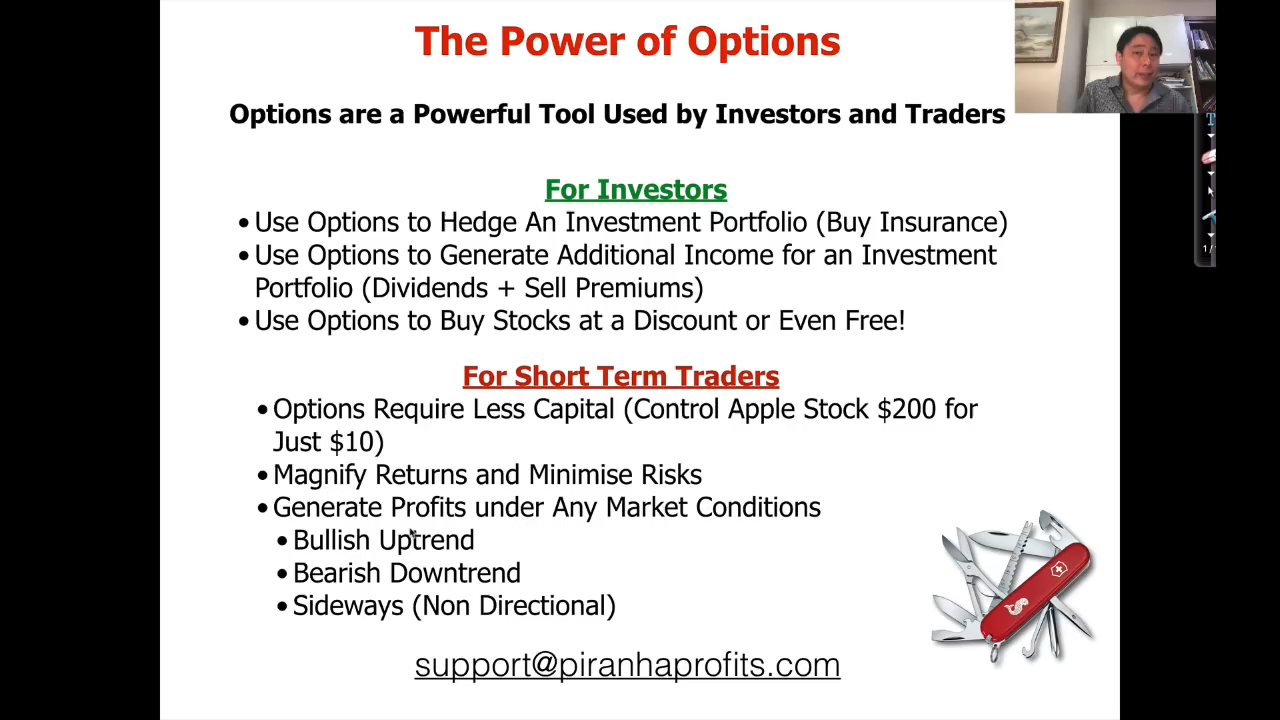 The Power of Options
Options are a Powerful Tool Used by Investors and Traders
For Investors
•Use Options to Hedge An Investment Portfolio (Buy Insurance)
•Use Options to Generate Additional Income for an Investment
Portfolio (Dividends + Sell Premiums)
•Use Options to Buy Stocks at a Discount or Even Free!
For Short Term Traders
•Options Require Less Capital (Control Apple Stock $200 for
Just $10)
•Magnify Returns and Minimise Risks
•Generate Profits under Any Market Conditions
•Bullish Uptrend
•Bearish Downtrend
•Sideways (Non Directional)
support@piranhaprofits.com